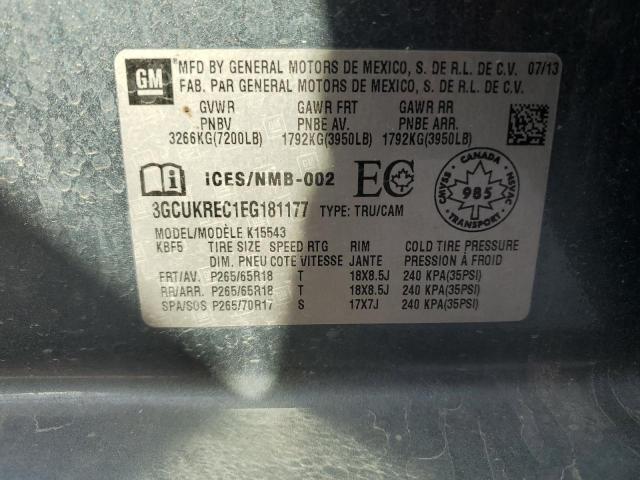 GM
MFD BY GENERAL MOTORS DE MEXICO, S. DE R.L. DE C.V. 07/13
FAB. PAR GENERAL MOTORS DE MEXICO, S. DE R.L. DE C.V.
GVWR GAWR FRT GAWR RR
PNBV PNBE AV. PNBE ARR.
3266KG(7200LB) 1792KG(3950LB) 1792KG(3950LB)
ICES/NMB-002 EC
CANADA
CMVSS 985 NSVAC
TRANSPORT
3GCUKREC1EG181177 TYPE: TRU/CAM
MODEL/MODÈLE K15543
KBF5 TIRE SIZE SPEED RTG RIM COLD TIRE PRESSURE
DIM. PNEU COTE VITESSE JANTE PRESSION À FROID
FRT/AV. P265/65R18 T 18X8.5J 240 KPA(35PSI)
RR/ARR. P265/65R18 T 18X8.5J 240 KPA(35PSI)
SPA/SOS P265/70R17 S 17X7J 240 KPA(35PSI)